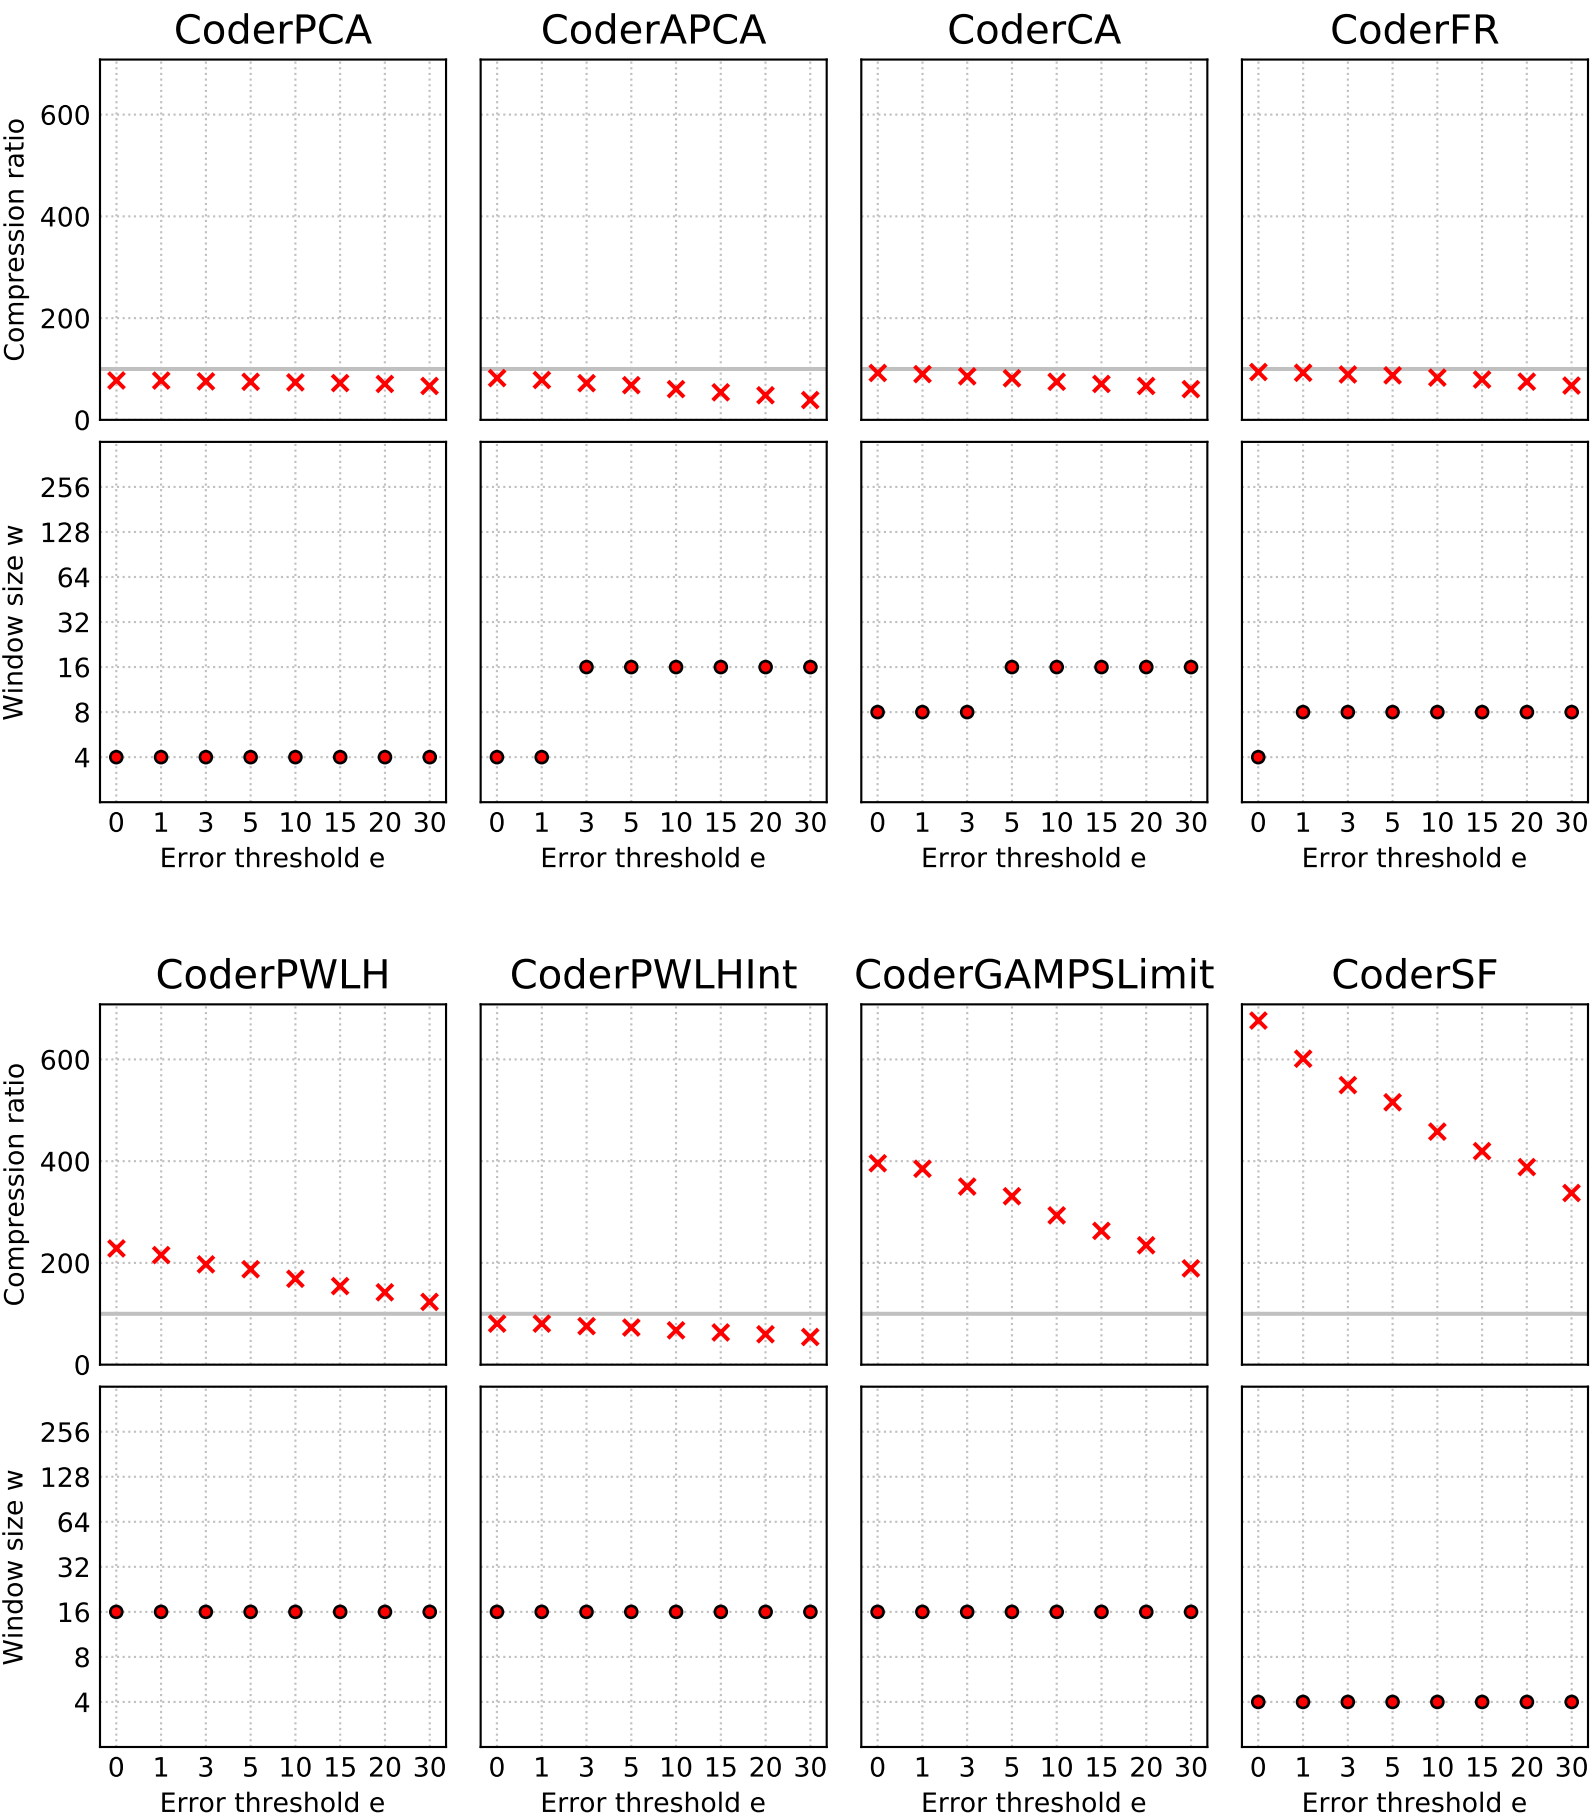 CoderPCA CoderAPCA CoderCA CoderFR
Compression ratio
600
400
200
0
Window size w
256
128
64
32
16
8
4
0 1 3 5 10 15 20 30 0 1 3 5 10 15 20 30 0 1 3 5 10 15 20 30 0 1 3 5 10 15 20 30
Error threshold e Error threshold e Error threshold e Error threshold e
CoderPWLH CoderPWLHInt CoderGAMPSLimit CoderSF
Compression ratio
600
400
200
0
Window size w
256
128
64
32
16
8
4
0 1 3 5 10 15 20 30 0 1 3 5 10 15 20 30 0 1 3 5 10 15 20 30 0 1 3 5 10 15 20 30
Error threshold e Error threshold e Error threshold e Error threshold e